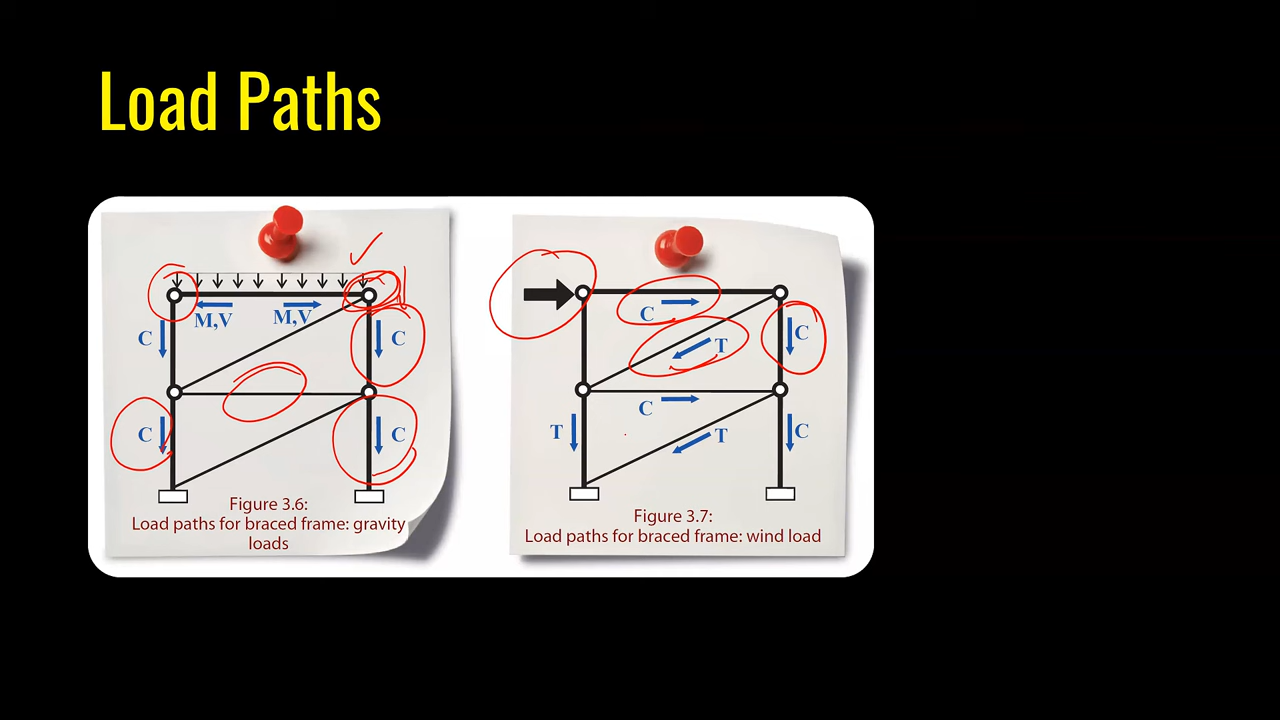 Load Paths
M,V
M,V
C
C
C
C
Figure 3.6:
Load paths for braced frame: gravity
loads
C
T
C
C
T
T
C
Figure 3.7:
Load paths for braced frame: wind load